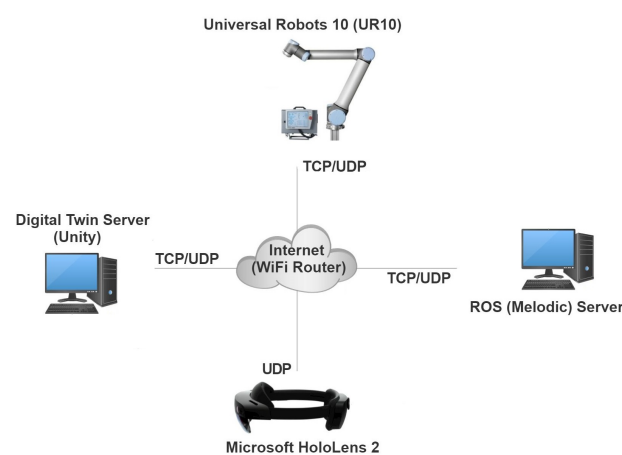 Universal Robots 10 (UR10)
TCP/UDP
Digital Twin Server
(Unity)
TCP/UDP
Internet
(WiFi Router)
TCP/UDP
ROS (Melodic) Server
UDP
Microsoft HoloLens 2